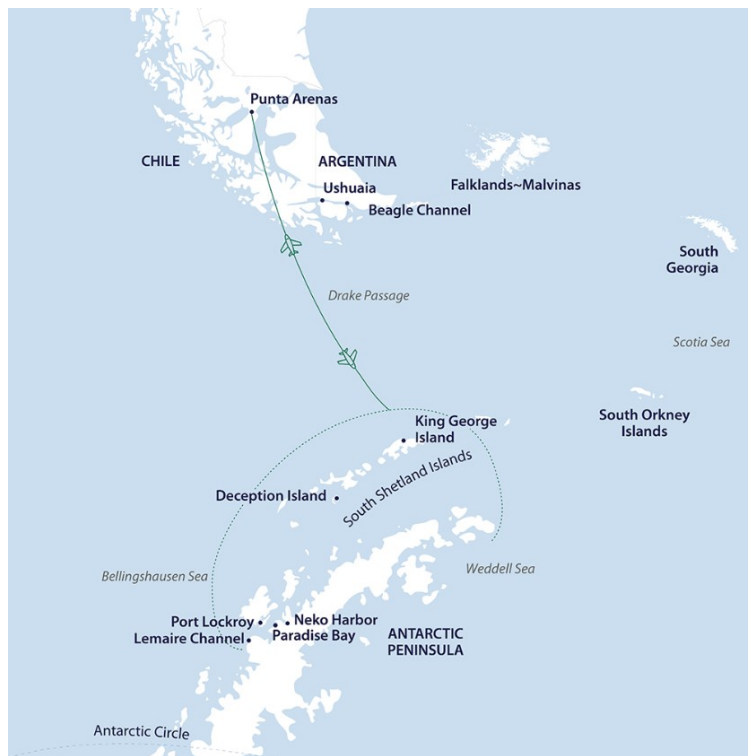 Punta Arenas
CHILE
ARGENTINA
Ushuaia
Beagle Channel
Falklands~Malvinas
South
Georgia
Drake Passage
Scotia Sea
King George
Island
South Orkney
Islands
South Shetland Islands
Deception Island
Bellingshausen Sea
Weddell Sea
Port Lockroy
Neko Harbor
Lemaire Channel
Paradise Bay
ANTARCTIC
PENINSULA
Antarctic Circle